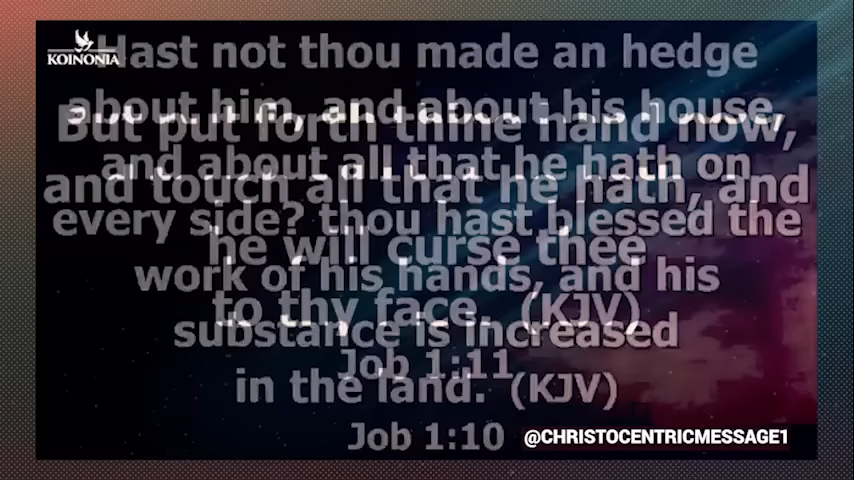 KOINONIA
Hast not thou made an hedge
about him, and about his house,
and about all that he hath on
every side? thou hast blessed the
work of his hands, and his
substance is increased
in the land. (KJV)
Job 1:10
But put forth thine hand now,
and touch all that he hath, and
he will curse thee
to thy face. (KJV)
Job 1:11
@CHRISTOCENTRICMESSAGE1